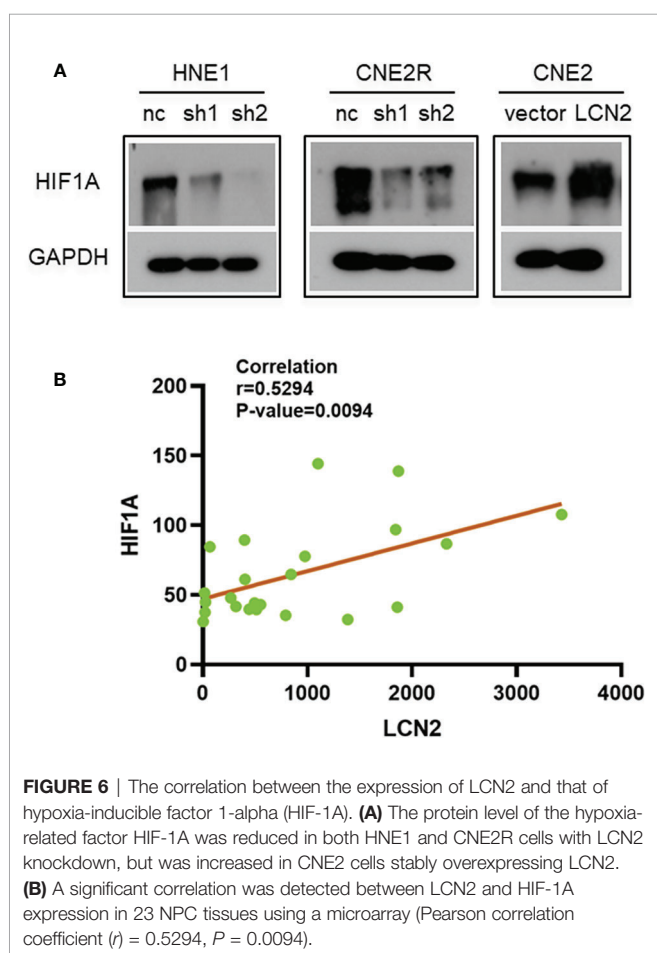 A
HNE1 CNE2R CNE2
nc sh1 sh2 nc sh1 sh2 vector LCN2
HIF1A
GAPDH
B
Correlation
r=0.5294
P-value=0.0094
200
150
100
50
0
HIF1A
0 1000 2000 3000 4000
LCN2
FIGURE 6 | The correlation between the expression of LCN2 and that of
hypoxia-inducible factor 1-alpha (HIF-1A). (A) The protein level of the hypoxia-
related factor HIF-1A was reduced in both HNE1 and CNE2R cells with LCN2
knockdown, but was increased in CNE2 cells stably overexpressing LCN2.
(B) A significant correlation was detected between LCN2 and HIF-1A
expression in 23 NPC tissues using a microarray (Pearson correlation
coefficient (r) = 0.5294, P = 0.0094).